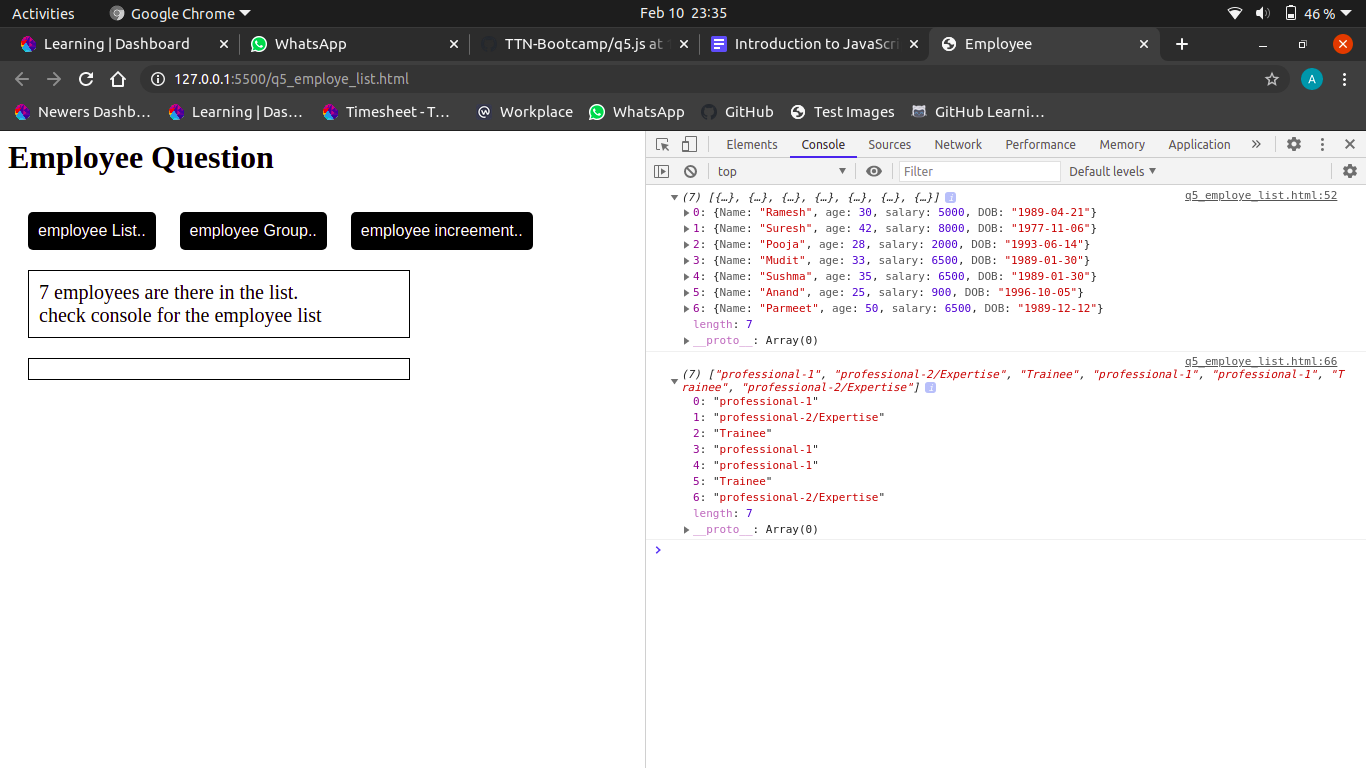 Activities Google Chrome Feb 10 23:35 46 %
Learning | Dashboard WhatsApp TTN-Bootcamp/q5.js at Introduction to JavaScri Employee
127.0.0.1:5500/q5_employe_list.html A
Newers Dashb… Learning | Das… Timesheet - T… Workplace WhatsApp GitHub Test Images GitHub Learni…
Employee Question
employee List.. employee Group.. employee increement..
7 employees are there in the list.
check console for the employee list
Elements Console Sources Network Performance Memory Application »
top Filter Default levels
(7) [{…}, {…}, {…}, {…}, {…}, {…}, {…}] i q5_employe_list.html:52
0: {Name: "Ramesh", age: 30, salary: 5000, DOB: "1989-04-21"}
1: {Name: "Suresh", age: 42, salary: 8000, DOB: "1977-11-06"}
2: {Name: "Pooja", age: 28, salary: 2000, DOB: "1993-06-14"}
3: {Name: "Mudit", age: 33, salary: 6500, DOB: "1989-01-30"}
4: {Name: "Sushma", age: 35, salary: 6500, DOB: "1989-01-30"}
5: {Name: "Anand", age: 25, salary: 900, DOB: "1996-10-05"}
6: {Name: "Parmeet", age: 50, salary: 6500, DOB: "1989-12-12"}
length: 7
__proto__: Array(0)
q5_employe_list.html:66
(7) ["professional-1", "professional-2/Expertise", "Trainee", "professional-1", "professional-1", "T
rainee", "professional-2/Expertise"] i
0: "professional-1"
1: "professional-2/Expertise"
2: "Trainee"
3: "professional-1"
4: "professional-1"
5: "Trainee"
6: "professional-2/Expertise"
length: 7
__proto__: Array(0)